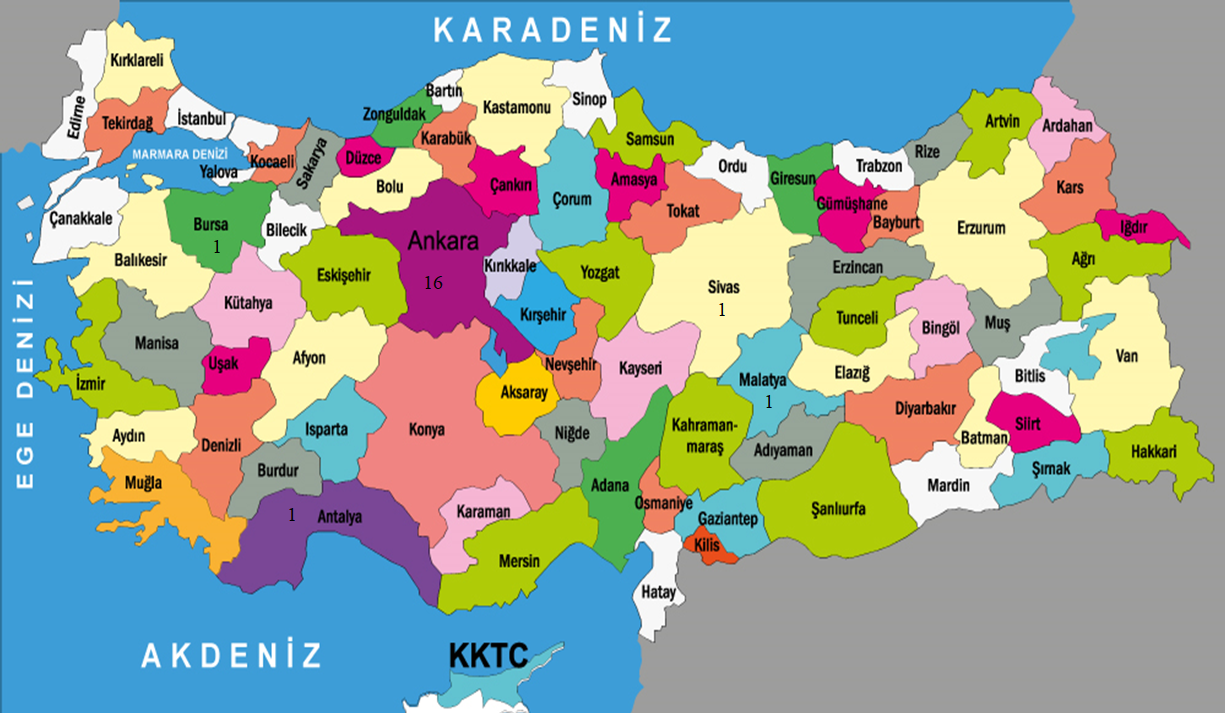 KARADENİZ
Kırklareli
Edirne
Tekirdağ
İstanbul
MARMARA DENİZİ
Yalova
Kocaeli
Sakarya
Düzce
Zonguldak
Bartın
Karabük
Kastamonu
Sinop
Samsun
Bolu
Çankırı
Çorum
Amasya
Tokat
Ordu
Giresun
Gümüşhane
Trabzon
Bayburt
Rize
Artvin
Ardahan
Kars
Iğdır
Erzurum
Ağrı
Çanakkale
Balıkesir
Bursa
1
Bilecik
Eskişehir
Ankara
16
Kırıkkale
Kırşehir
Yozgat
Sivas
1
Erzincan
Tunceli
Bingöl
Muş
Bitlis
Van
EGE DENİZİ
Kütahya
Manisa
Uşak
Afyon
İzmir
Aydın
Denizli
Isparta
Burdur
Muğla
Konya
Aksaray
Nevşehir
Kayseri
Niğde
Malatya
1
Elazığ
Diyarbakır
Batman
Siirt
Kahraman-
maraş
Adıyaman
Hakkari
Şırnak
Mardin
Şanlıurfa
Adana
Osmaniye
Gaziantep
Kilis
Hatay
1
Antalya
Karaman
Mersin
AKDENİZ
KKTC